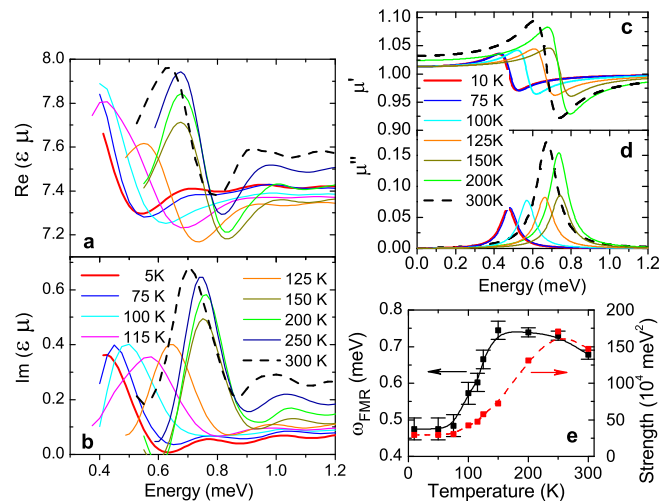 8.0
7.8
7.6
7.4
7.2
Re (ε μ)
a
0.6
0.4
0.2
0.0
Im (ε μ)
5K
75 K
100 K
115 K
125 K
150 K
200 K
250 K
300 K
b
0.4 0.6 0.8 1.0 1.2
Energy (meV)
1.10
1.05
1.00
0.95
0.90
μ'
c
10 K
75 K
100K
125K
150K
200K
300K
0.15
0.10
0.05
0.00
μ''
d
0.0 0.2 0.4 0.6 0.8 1.0 1.2
Energy (meV)
0.8
0.7
0.6
0.5
0.4
ωFMR (meV)
e
0 100 200 300
Temperature (K)
200
150
100
50
0
Strength (10⁴ meV²)